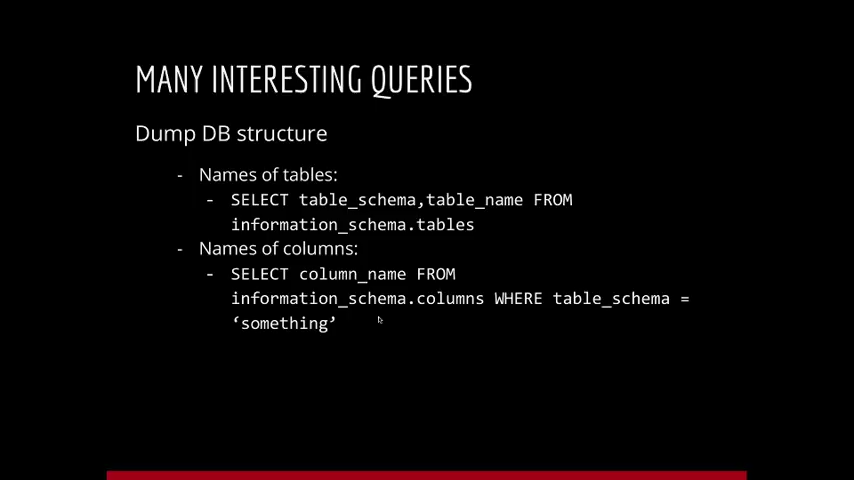 MANY INTERESTING QUERIES
Dump DB structure
- Names of tables:
- SELECT table_schema,table_name FROM
information_schema.tables
- Names of columns:
- SELECT column_name FROM
information_schema.columns WHERE table_schema =
‘something’